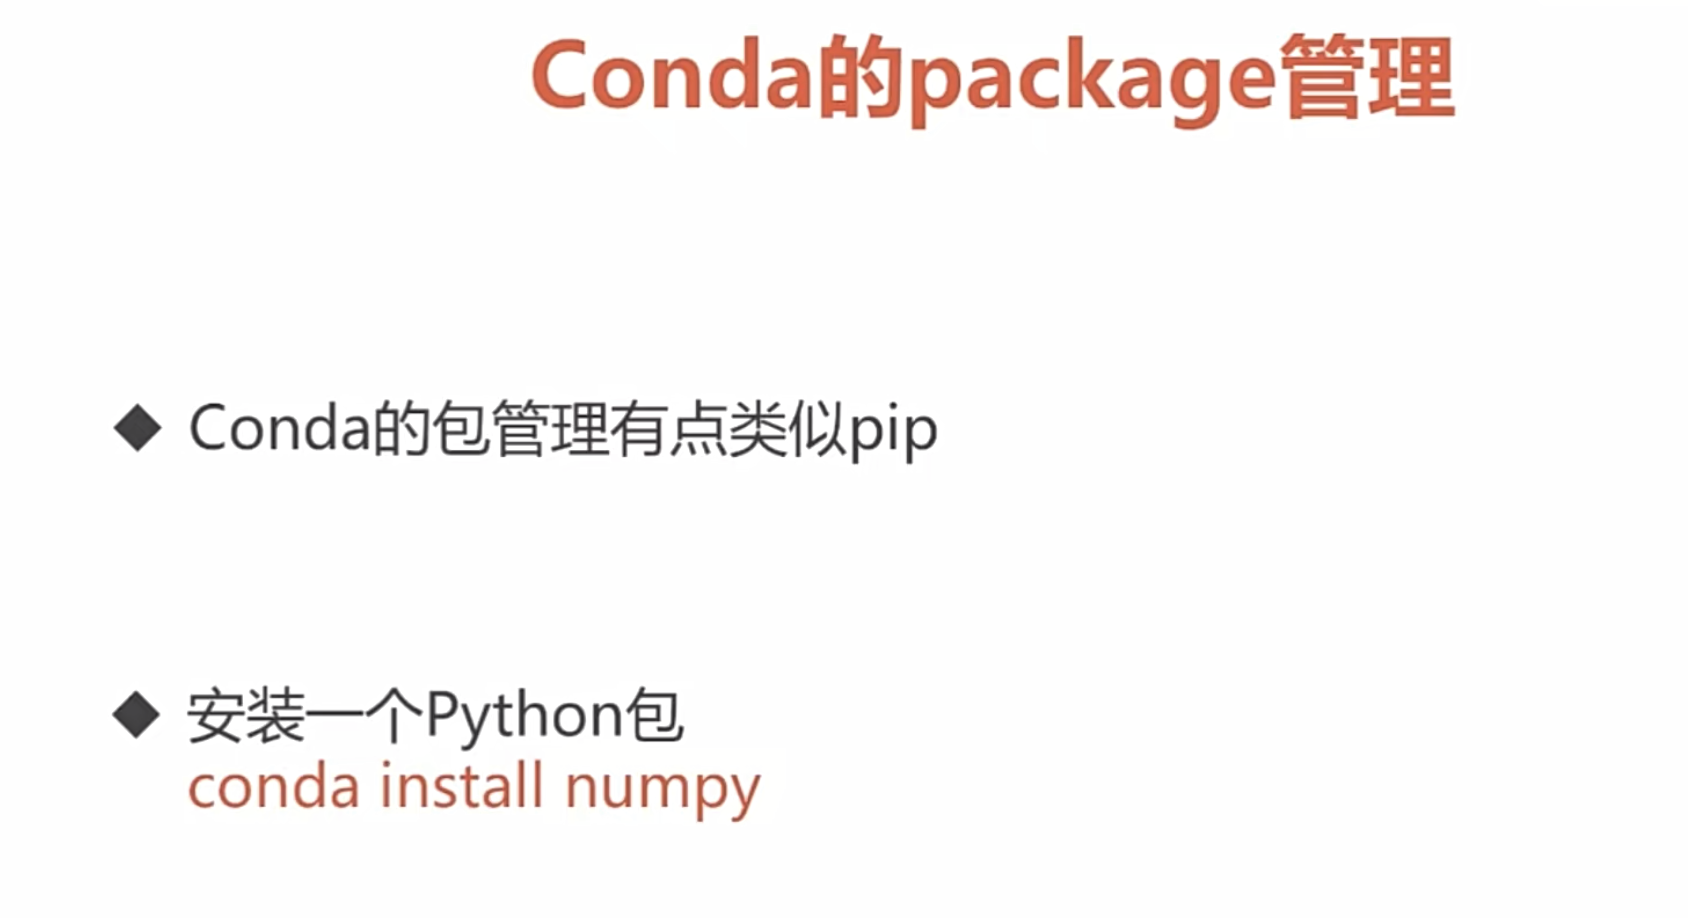 Conda的package管理
Conda的包管理有点类似pip
安装一个Python包
conda install numpy